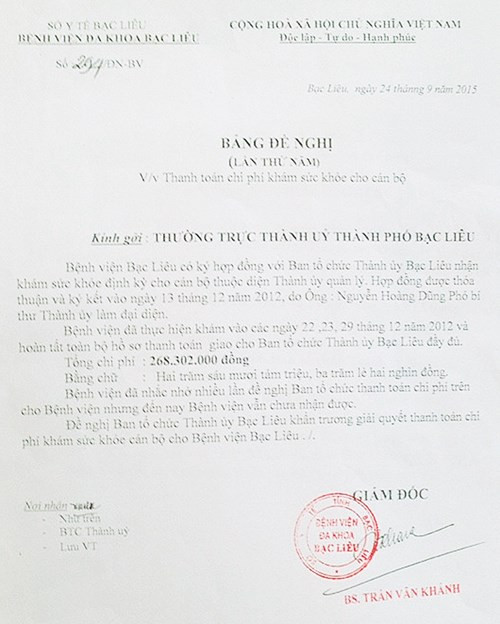 SỞ Y TẾ BẠC LIÊU
BỆNH VIỆN ĐA KHOA BẠC LIÊU
Số 294/ĐN-BV
CỘNG HOÀ XÃ HỘI CHỦ NGHĨA VIỆT NAM
Độc lập - Tự do - Hạnh phúc
Bạc Liêu, ngày 24 thánng 9 năm 2015
BẢNG ĐỀ NGHỊ
(LẦN THỨ NĂM)
V/v Thanh toán chi phí khám sức khỏe cho cán bộ
Kính gửi : THƯỜNG TRỰC THÀNH UỶ THÀNH PHỐ BẠC LIÊU
Bệnh viện Bạc Liêu có ký hợp đồng với Ban tổ chức Thành ủy Bạc Liêu nhận
khám sức khỏe định kỳ cho cán bộ thuộc diện Thành ủy quản lý. Hợp đồng được thỏa
thuận và ký kết vào ngày 13 tháng 12 năm 2012, do Ông : Nguyễn Hoàng Dũng Phó bí
thư Thành ủy làm đại diện.
Bệnh viện đã thực hiện khám vào các ngày 22 ,23, 29 tháng 12 năm 2012 và
hoàn tất toàn bộ hồ sơ thanh toán giao cho Ban tổ chức Thành ủy Bạc Liêu đầy đủ.
Tổng chi phí : 268.302.000 đồng
Bằng chữ : Hai trăm sáu mươi tám triệu, ba trăm lẻ hai nghìn đồng.
Bệnh viện đã nhắc nhở nhiều lần đề nghị Ban tổ chức thanh toán chi phí trên
cho Bệnh viện nhưng đến nay Bệnh viện vẫn chưa nhận được.
Đề nghị Ban tổ chức Thành ủy Bạc Liêu khẩn trương giải quyết thanh toán chi
phí khám sức khỏe cán bộ cho Bệnh viện Bạc Liêu ./.
Nơi nhận
- Như trên
- BTC Thành uỷ
- Lưu VT
GIÁM ĐỐC
BỆNH VIỆN
ĐA KHOA
BẠC LIÊU
BS. TRẦN VĂN KHÁNH